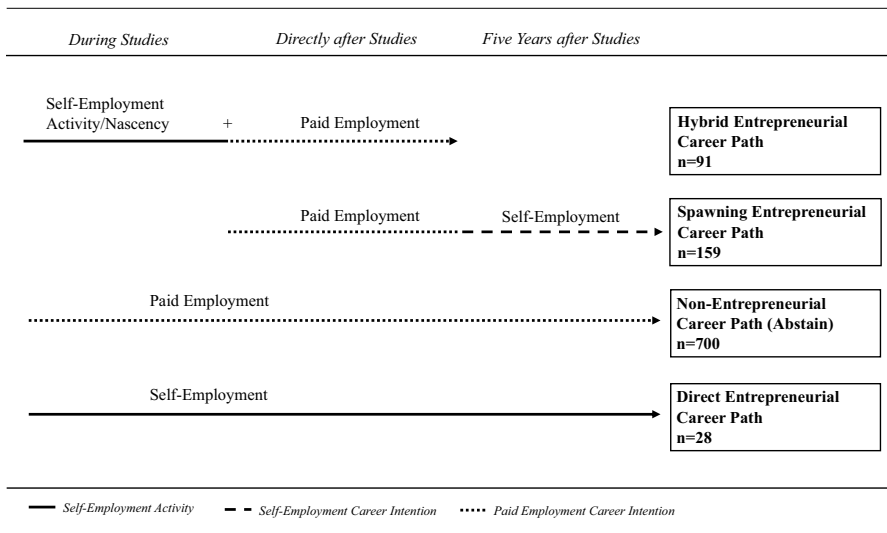 During Studies Directly after Studies Five Years after Studies
Self-Employment
Activity/Nascency + Paid Employment
Hybrid Entrepreneurial
Career Path
n=91
Paid Employment Self-Employment
Spawning Entrepreneurial
Career Path
n=159
Paid Employment
Non-Entrepreneurial
Career Path (Abstain)
n=700
Self-Employment
Direct Entrepreneurial
Career Path
n=28
Self-Employment Activity Self-Employment Career Intention Paid Employment Career Intention